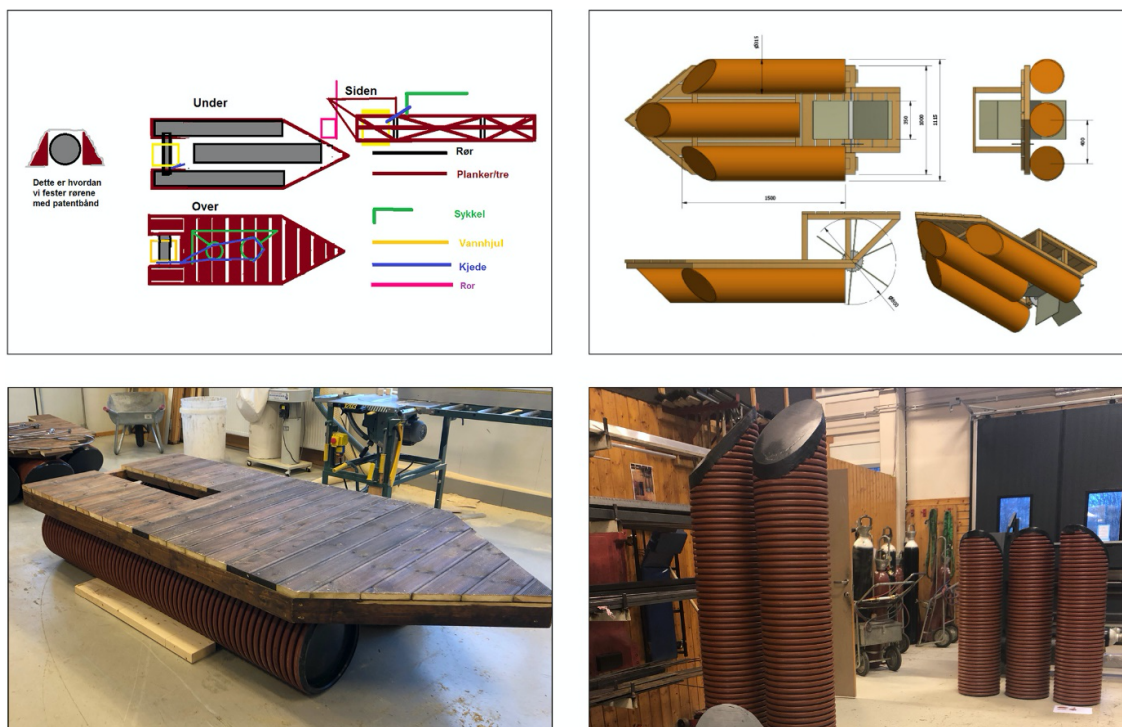 Under
Siden
Rør
Planker/tre
Dette er hvordan
vi fester rørene
med patentbånd
Over
Sykkel
Vannhjul
Kjede
Ror
Ø315
350
1000
1115
1500
400